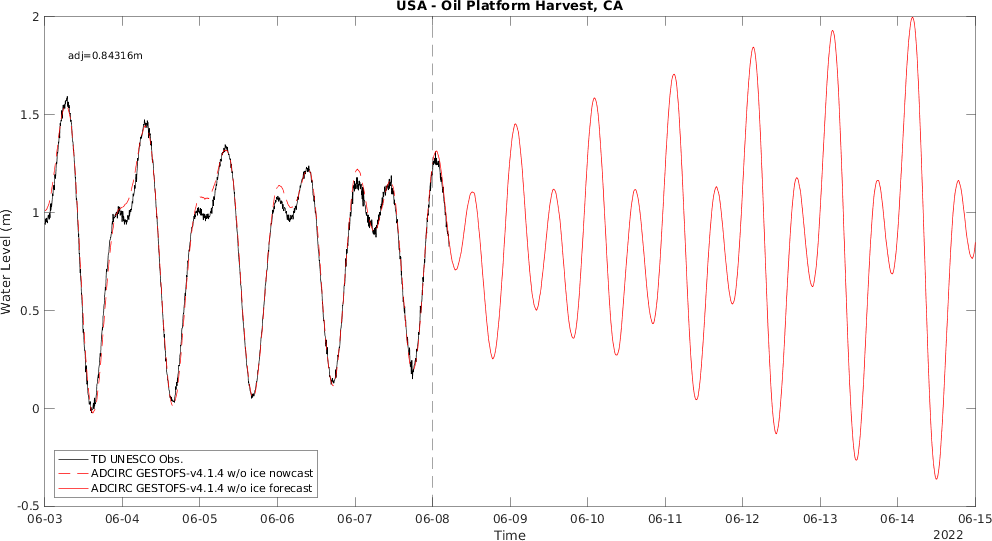 USA - Oil Platform Harvest, CA
adj=0.84316m
2
1.5
1
0.5
0
-0.5
Water Level (m)
TD UNESCO Obs.
ADCIRC GESTOFS-v4.1.4 w/o ice nowcast
ADCIRC GESTOFS-v4.1.4 w/o ice forecast
06-03 06-04 06-05 06-06 06-07 06-08 06-09 06-10 06-11 06-12 06-13 06-14 06-15
Time
2022